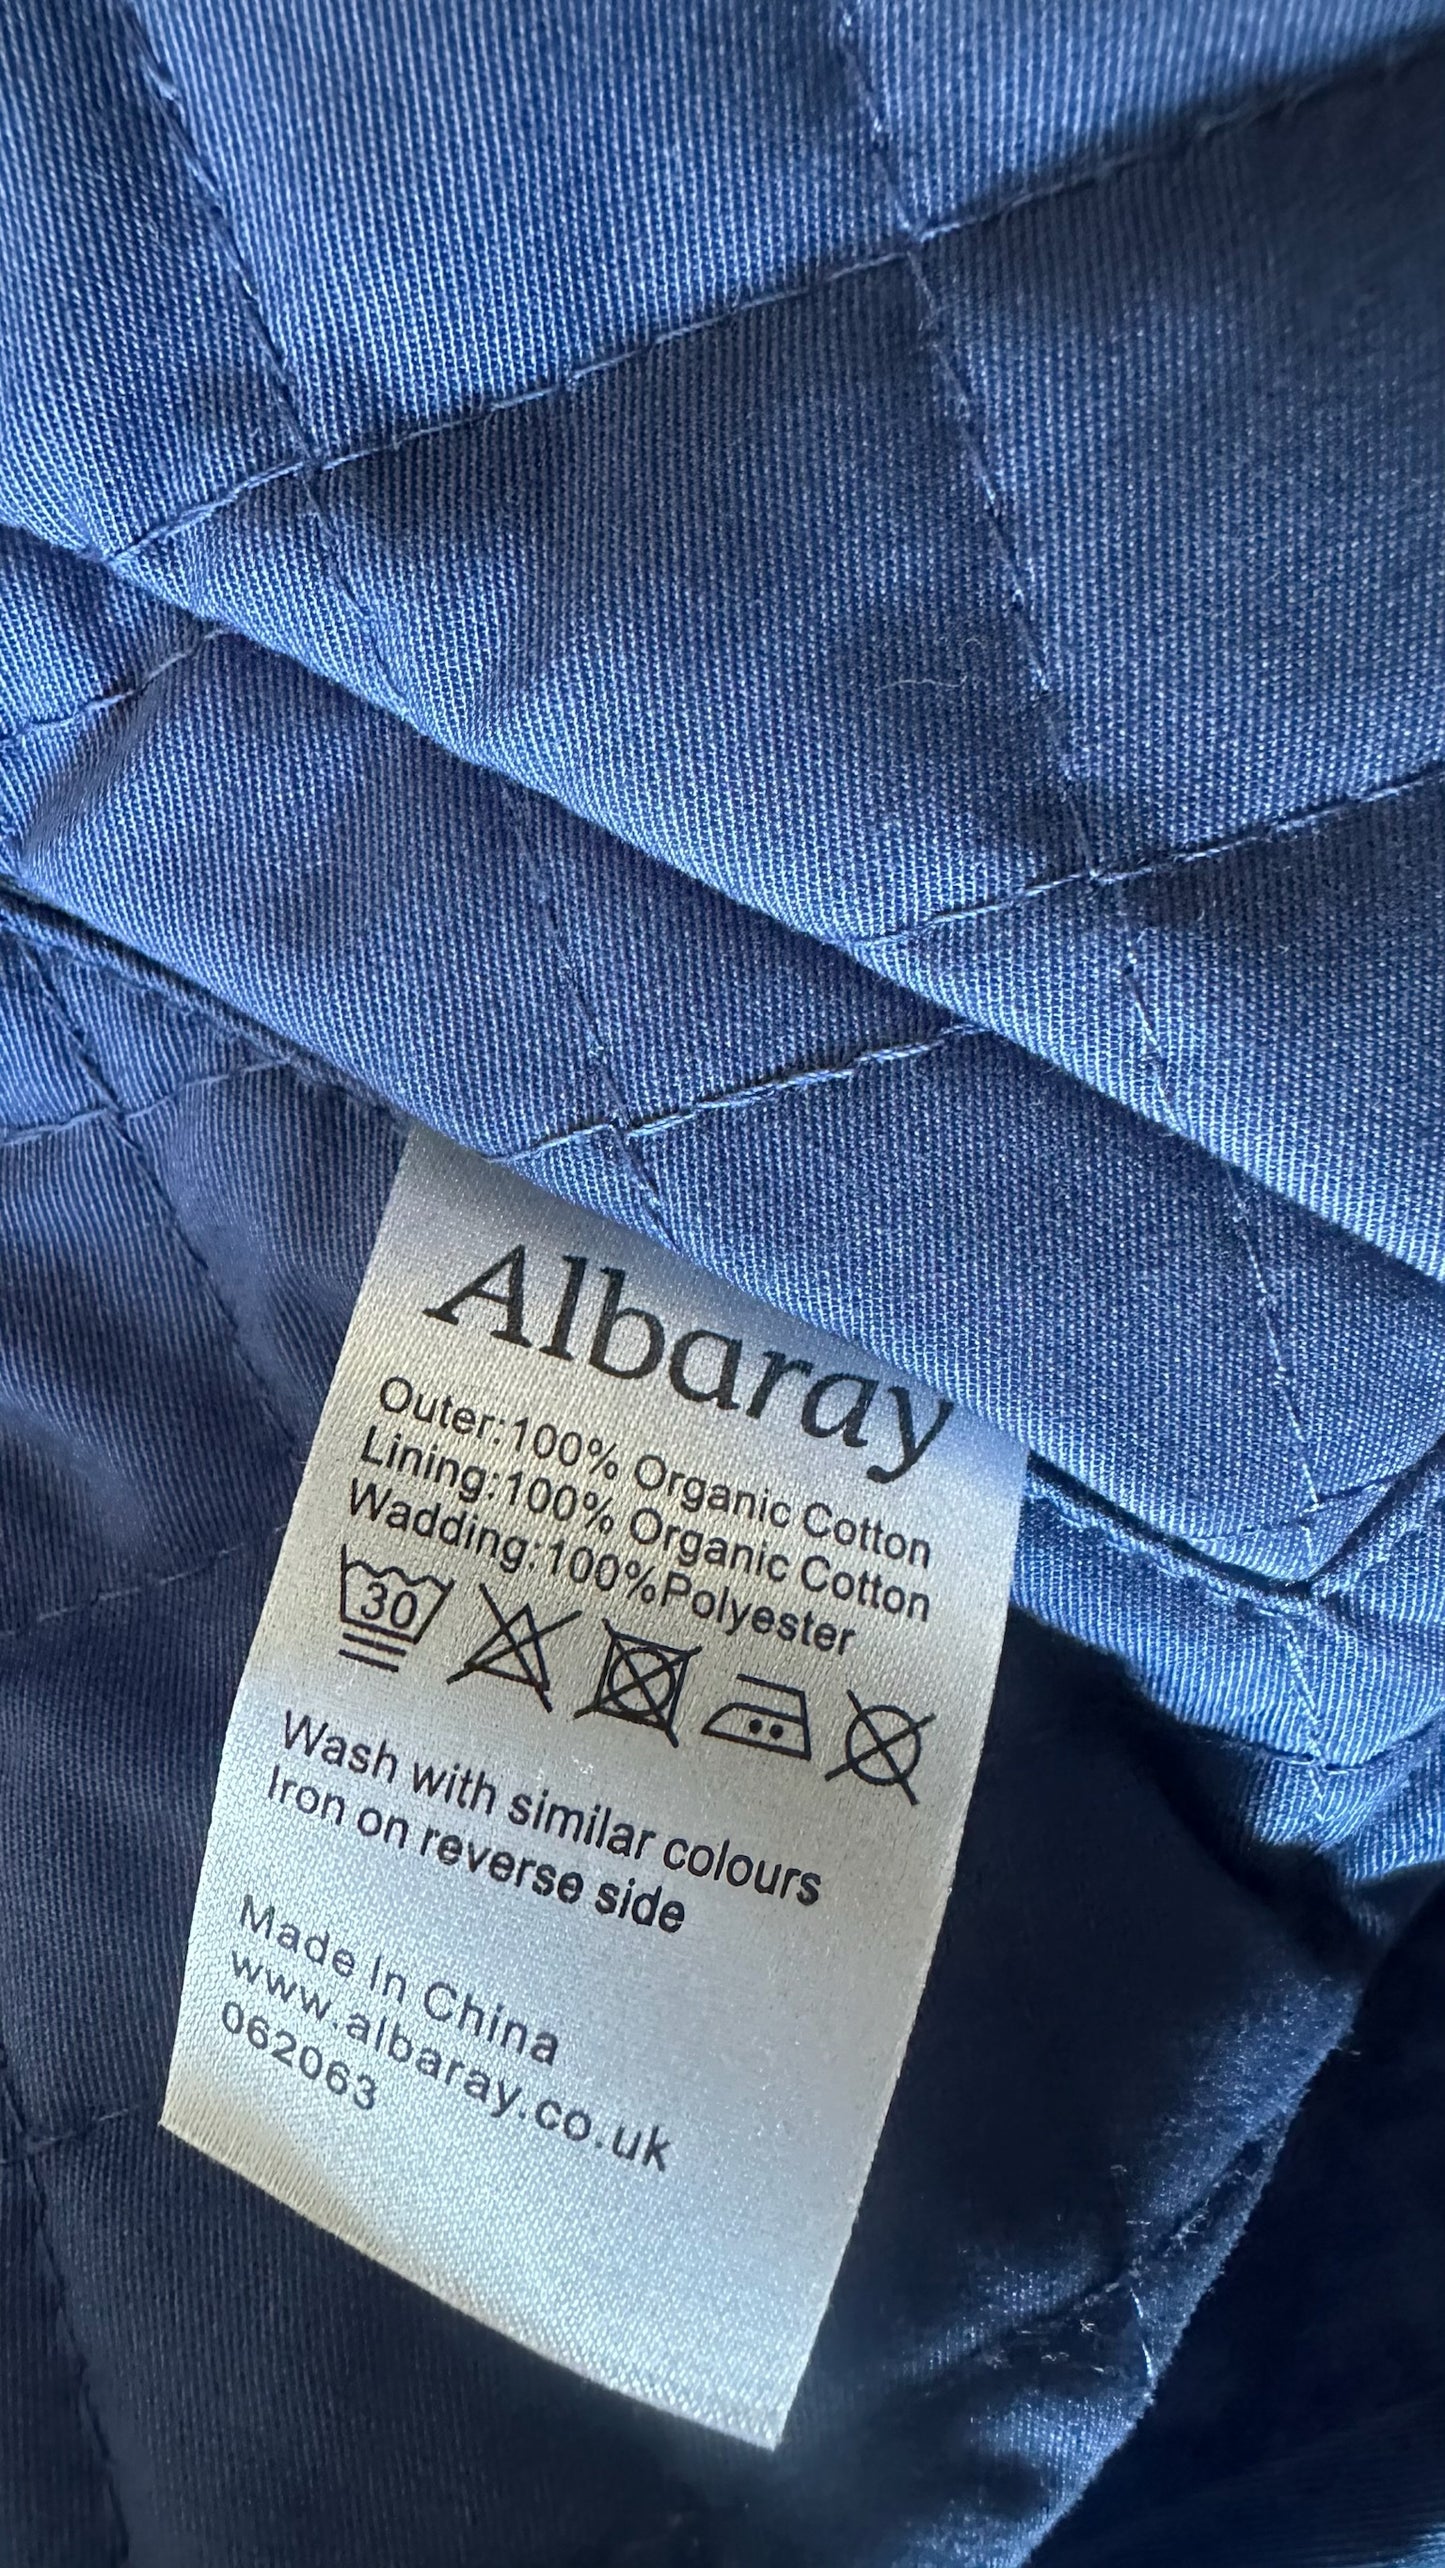 Albaray
Outer:100% Organic Cotton
Lining:100% Organic Cotton
Wadding:100%Polyester
30
Wash with similar colours
Iron on reverse side
Made In China
www.albaray.co.uk
062063